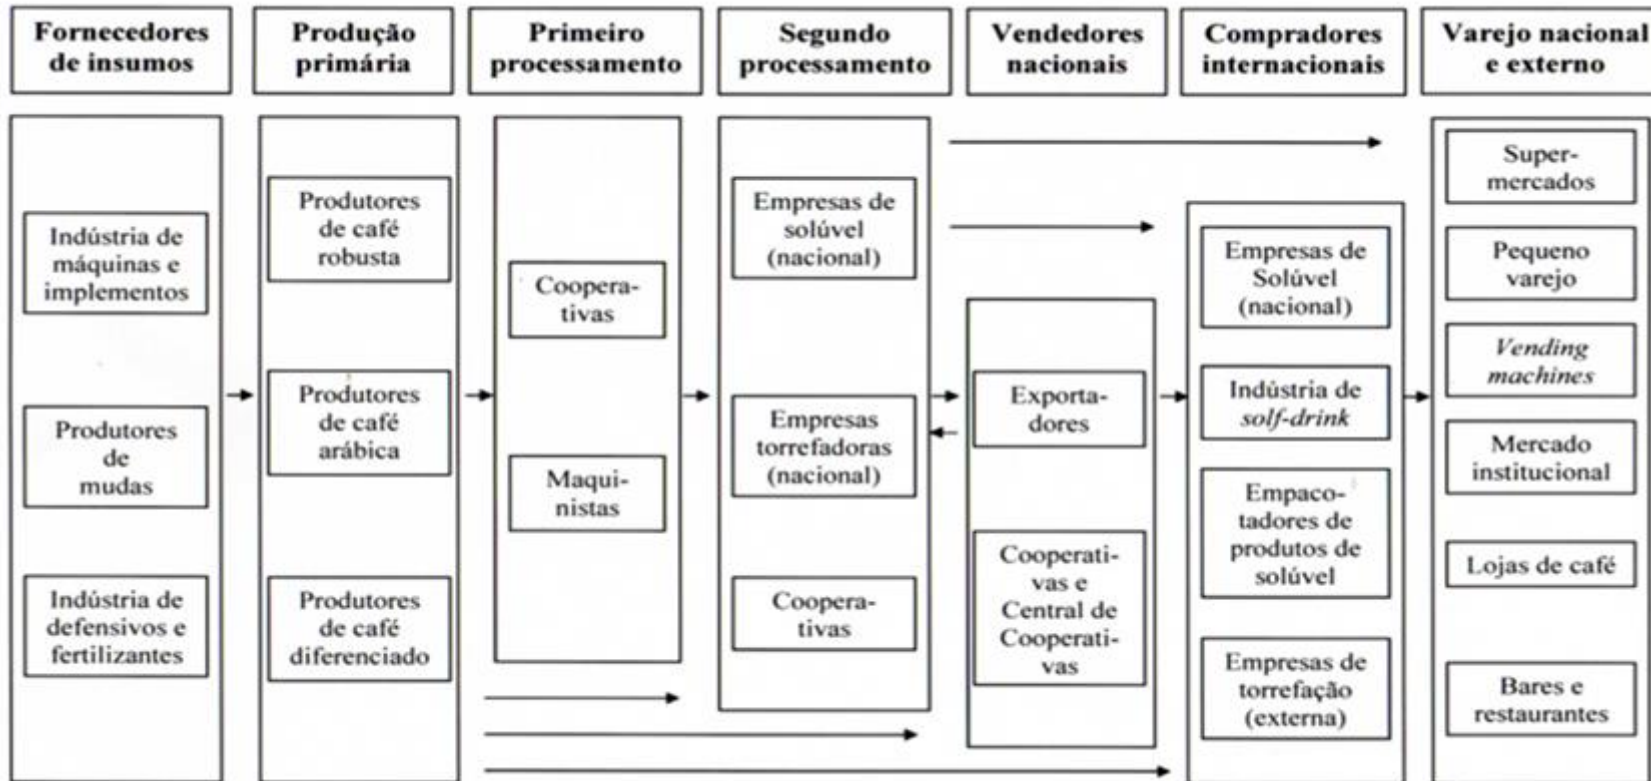 Fornecedores
de insumos
Produção
primária
Primeiro
processamento
Segundo
processamento
Vendedores
nacionais
Compradores
internacionais
Varejo nacional
e externo
Indústria de
máquinas e
implementos
Produtores
de
mudas
Indústria de
defensivos e
fertilizantes
Produtores
de café
robusta
Produtores
de café
arábica
Produtores
de café
diferenciado
Coopera-
tivas
Maqui-
nistas
Empresas de
solúvel
(nacional)
Empresas
torrefadoras
(nacional)
Coopera-
tivas
Exporta-
dores
Cooperati-
vas e
Central de
Cooperati-
vas
Empresas de
Solúvel
(nacional)
Indústria de
solf-drink
Empaco-
tadores de
produtos de
solúvel
Empresas de
torrefação
(externa)
Super-
mercados
Pequeno
varejo
Vending
machines
Mercado
institucional
Lojas de café
Bares e
restaurantes